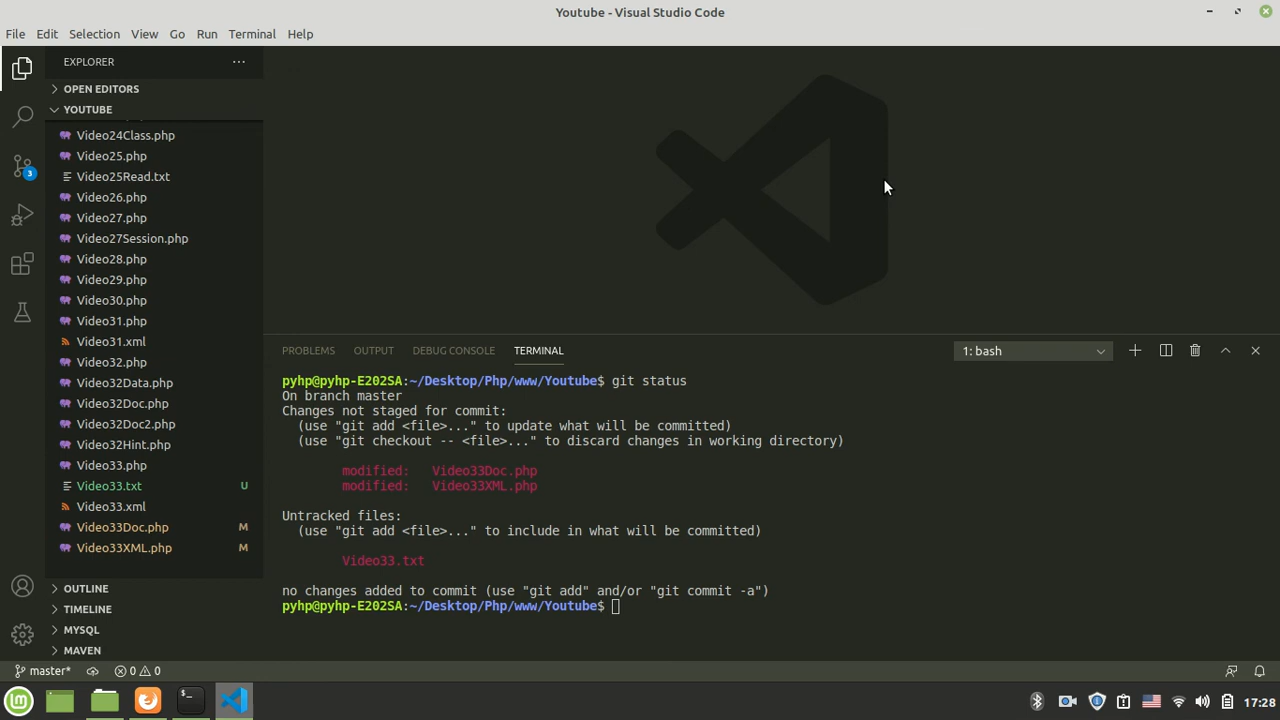 Youtube - Visual Studio Code
File Edit Selection View Go Run Terminal Help
EXPLORER
OPEN EDITORS
YOUTUBE
Video24Class.php
Video25.php
Video25Read.txt
Video26.php
Video27.php
Video27Session.php
Video28.php
Video29.php
Video30.php
Video31.php
Video31.xml
Video32.php
Video32Data.php
Video32Doc.php
Video32Doc2.php
Video32Hint.php
Video33.php
Video33.txt U
Video33.xml
Video33Doc.php M
Video33XML.php M
OUTLINE
TIMELINE
MYSQL
MAVEN
3
PROBLEMS OUTPUT DEBUG CONSOLE TERMINAL 1: bash
pyhp@pyhp-E202SA:~/Desktop/Php/www/Youtube$ git status
On branch master
Changes not staged for commit:
(use "git add <file>..." to update what will be committed)
(use "git checkout -- <file>..." to discard changes in working directory)
modified: Video33Doc.php
modified: Video33XML.php
Untracked files:
(use "git add <file>..." to include in what will be committed)
Video33.txt
no changes added to commit (use "git add" and/or "git commit -a")
pyhp@pyhp-E202SA:~/Desktop/Php/www/Youtube$
master* 0 0
17:28